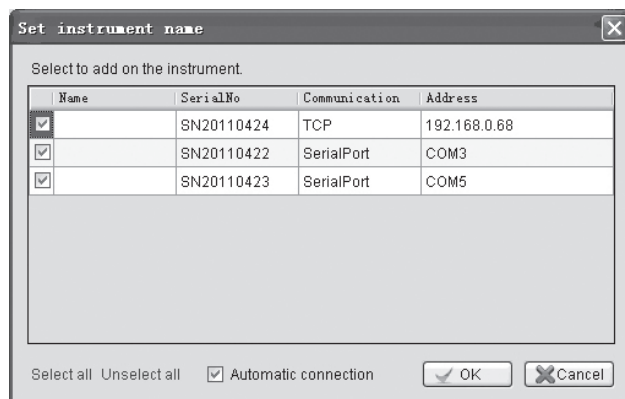 Set instrument name
Select to add on the instrument.
Name SerialNo Communication Address
SN20110424 TCP 192.168.0.68
SN20110422 SerialPort COM3
SN20110423 SerialPort COM5
Select all Unselect all Automatic connection OK Cancel